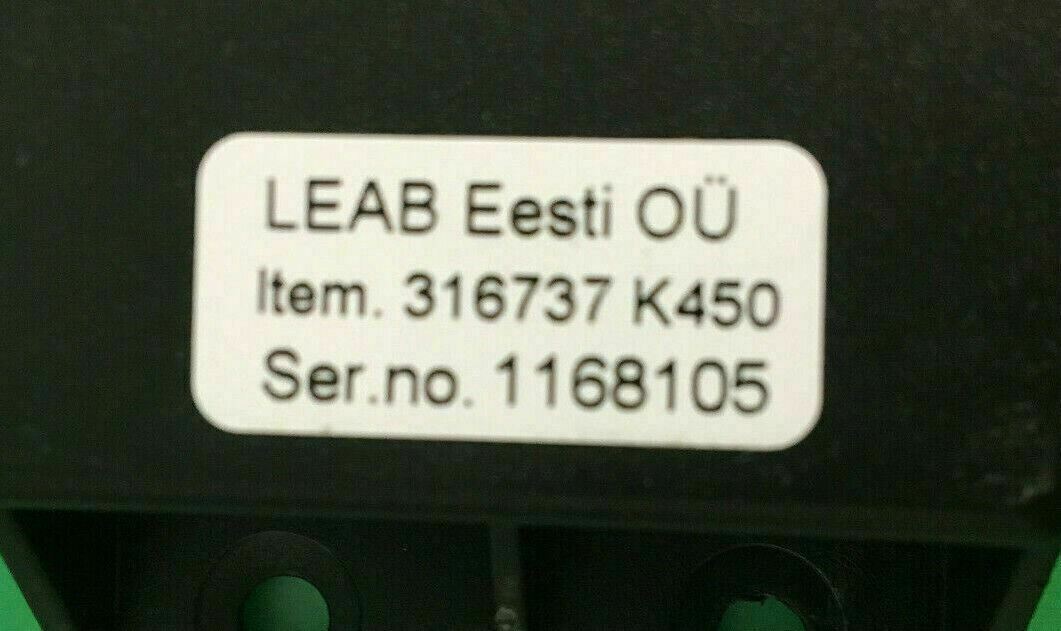 LEAB Eesti OÜ
Item. 316737 K450
Ser.no. 1168105